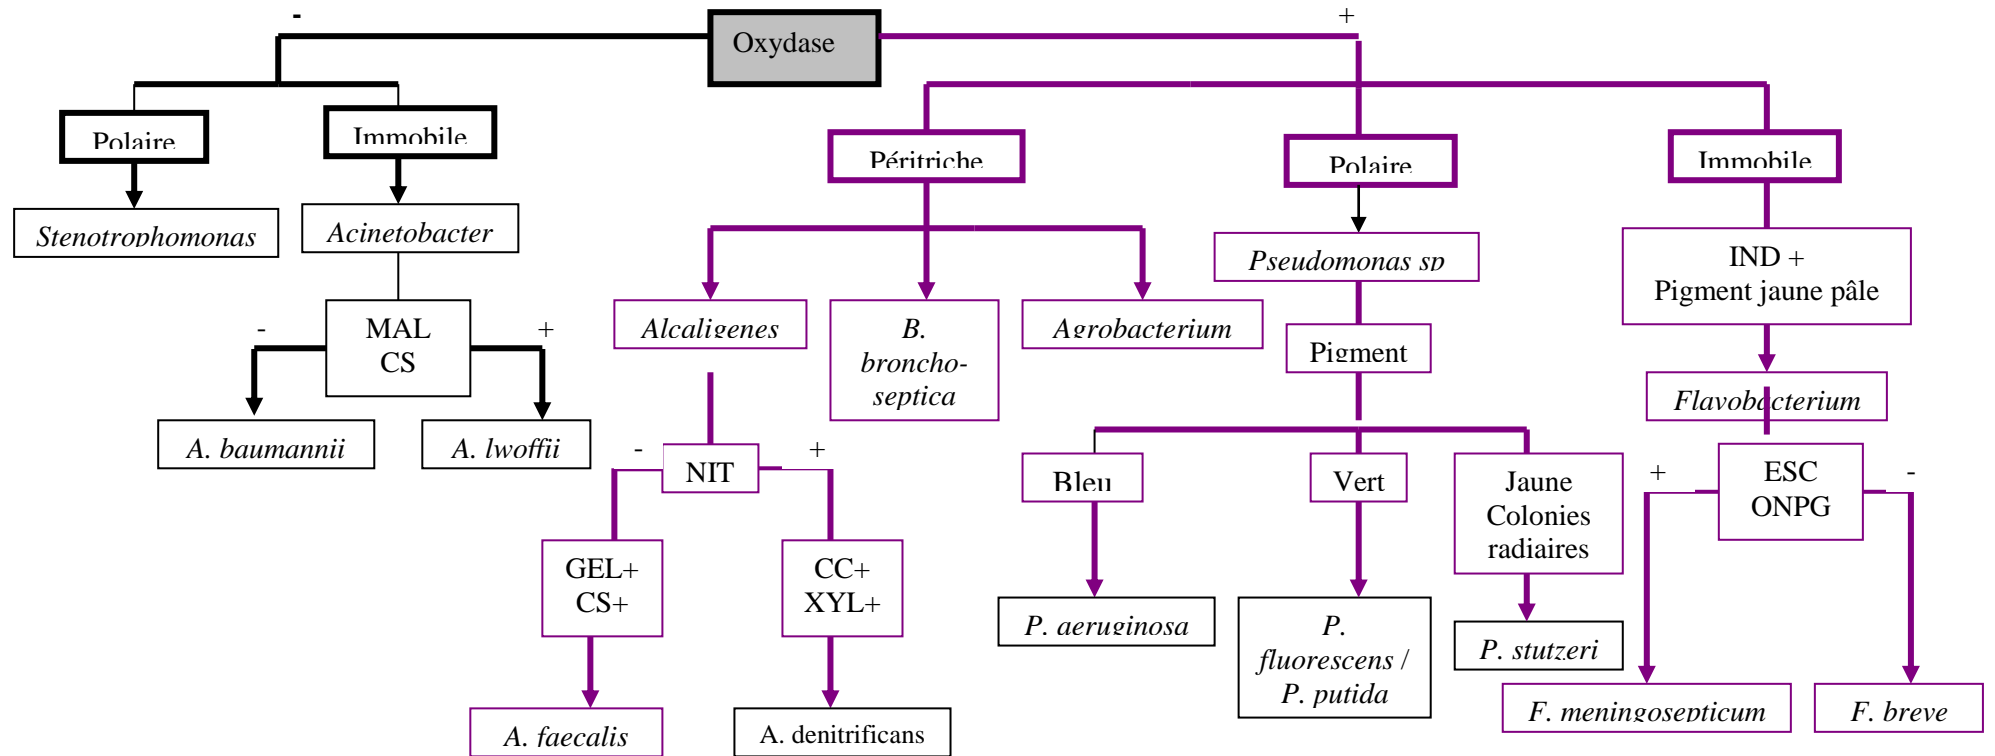 -
+
Oxydase
Polaire
Immobile
Péritriche
Polaire
Immobile
Stenotrophomonas
Acinetobacter
Pseudomonas sp
IND +
Pigment jaune pâle
MAL
CS
-
+
Alcaligenes
B.
broncho-
septica
Agrobacterium
Pigment
Flavobacterium
A. baumannii
A. lwoffii
-
NIT
+
Bleu
Vert
Jaune
Colonies
radiaires
+
ESC
ONPG
-
GEL+
CS+
CC+
XYL+
P. aeruginosa
P.
fluorescens /
P. putida
P. stutzeri
A. faecalis
A. denitrificans
F. meningosepticum
F. breve